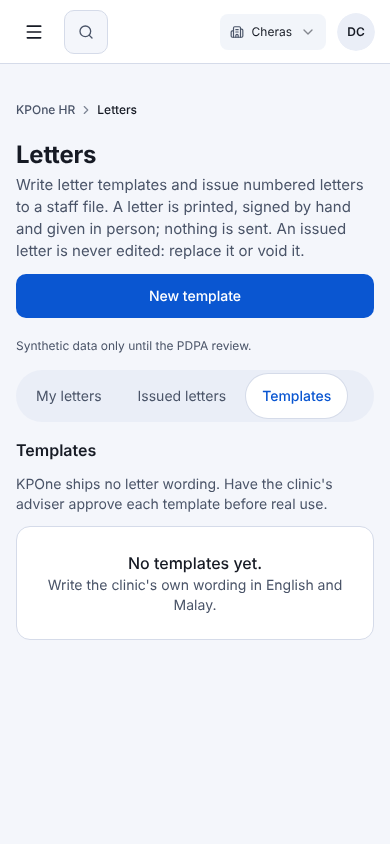 Cheras
DC
KPOne HR > Letters
Letters
Write letter templates and issue numbered letters
to a staff file. A letter is printed, signed by hand
and given in person; nothing is sent. An issued
letter is never edited: replace it or void it.
New template
Synthetic data only until the PDPA review.
My letters Issued letters Templates
Templates
KPOne ships no letter wording. Have the clinic's
adviser approve each template before real use.
No templates yet.
Write the clinic's own wording in English and
Malay.